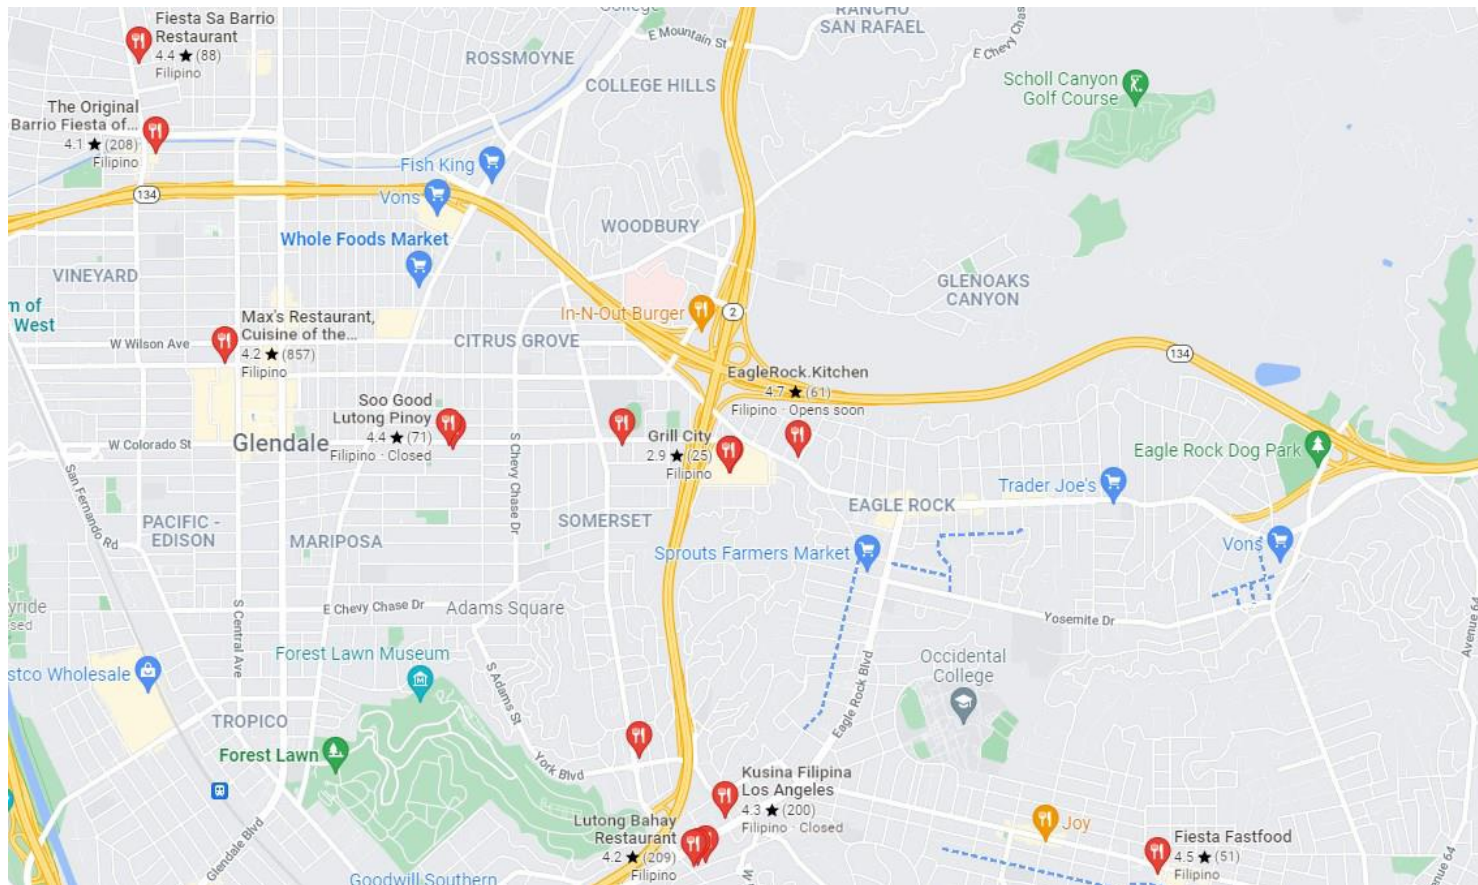 Fiesta Sa Barrio
Restaurant
4.4 ★ (88)
Filipino
College
E Mountain St
RANCHO
SAN RAFAEL
E Chevy Chas
ROSSMOYNE
COLLEGE HILLS
Scholl Canyon
Golf Course
The Original
Barrio Fiesta of...
4.1 ★ (208)
Filipino
Fish King
134
Vons
WOODBURY
Whole Foods Market
VINEYARD
GLENOAKS
CANYON
m of
West
Max's Restaurant,
Cuisine of the...
4.2 ★ (857)
Filipino
In-N-Out Burger
2
W Wilson Ave
CITRUS GROVE
134
EagleRock.Kitchen
4.7 ★ (61)
Filipino · Opens soon
Soo Good
Lutong Pinoy
4.4 ★ (71)
Filipino · Closed
Grill City
2.9 ★ (25)
Filipino
W Colorado St
Glendale
S Chevy Chase Dr
Eagle Rock Dog Park
San Fernando Rd
Trader Joe's
EAGLE ROCK
PACIFIC -
EDISON
MARIPOSA
SOMERSET
Sprouts Farmers Market
Vons
yride
sed
S Central Ave
E Chevy Chase Dr
Adams Square
Yosemite Dr
Avenue 64
stco Wholesale
Forest Lawn Museum
S Adams St
Eagle Rock Blvd
Occidental
College
TROPICO
Forest Lawn
York Blvd
Kusina Filipina
Los Angeles
4.3 ★ (200)
Filipino · Closed
Lutong Bahay
Restaurant
4.2 ★ (209)
Filipino
Joy
Fiesta Fastfood
4.5 ★ (51)
Filipino
Glendale Blvd
Goodwill Southern
W
nue 64